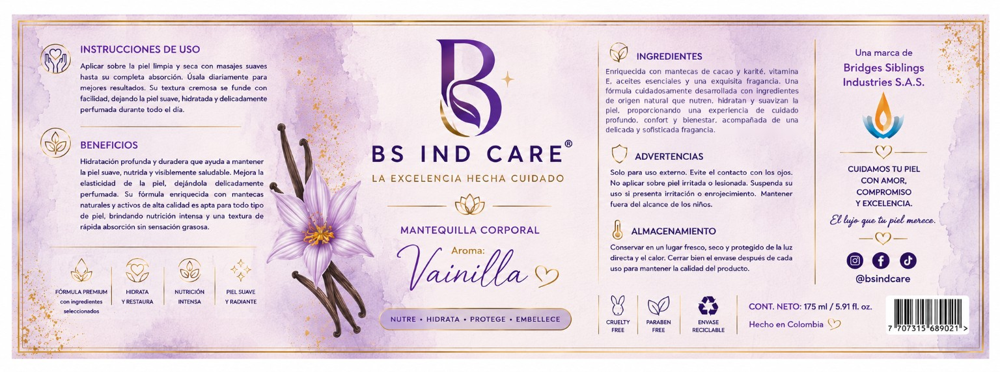 INSTRUCCIONES DE USO
Aplicar sobre la piel limpia y seca con masajes suaves
hasta su completa absorción. Úsala diariamente para
mejores resultados. Su textura cremosa se funde con
facilidad, dejando la piel suave, hidratada y delicadamente
perfumada durante todo el día.
BENEFICIOS
Hidratación profunda y duradera que ayuda a mantener
la piel suave, nutrida y visiblemente saludable. Mejora la
elasticidad de la piel, dejándola delicadamente
perfumada. Su fórmula enriquecida con mantecas
naturales y activos de alta calidad es apta para todo tipo
de piel, brindando nutrición intensa y una textura de
rápida absorción sin sensación grasosa.
FÓRMULA PREMIUM
con ingredientes
seleccionados
HIDRATA
Y RESTAURA
NUTRICIÓN
INTENSA
PIEL SUAVE
Y RADIANTE
BS IND CARE®
LA EXCELENCIA HECHA CUIDADO
MANTEQUILLA CORPORAL
Aroma:
Vainilla
NUTRE • HIDRATA • PROTEGE • EMBELLECE
INGREDIENTES
Enriquecida con mantecas de cacao y karité, vitamina
E, aceites esenciales y una exquisita fragancia. Una
fórmula cuidadosamente desarrollada con ingredientes
de origen natural que nutren, hidratan y suavizan la
piel, proporcionando una experiencia de cuidado
profundo, confort y bienestar, acompañada de una
delicada y sofisticada fragancia.
ADVERTENCIAS
Solo para uso externo. Evite el contacto con los ojos.
No aplicar sobre piel irritada o lesionada. Suspenda su
uso si presenta irritación o enrojecimiento. Mantener
fuera del alcance de los niños.
ALMACENAMIENTO
Conservar en un lugar fresco, seco y protegido de la luz
directa y el calor. Cerrar bien el envase después de cada
uso para mantener la calidad del producto.
CRUELTY
FREE
PARABEN
FREE
ENVASE
RECICLABLE
CONT. NETO: 175 ml / 5.91 fl. oz.
Hecho en Colombia
Una marca de
Bridges Siblings
Industries S.A.S.
CUIDAMOS TU PIEL
CON AMOR,
COMPROMISO
Y EXCELENCIA.
El lujo que tu piel merece.
@bsindcare
7 707315 689021 >